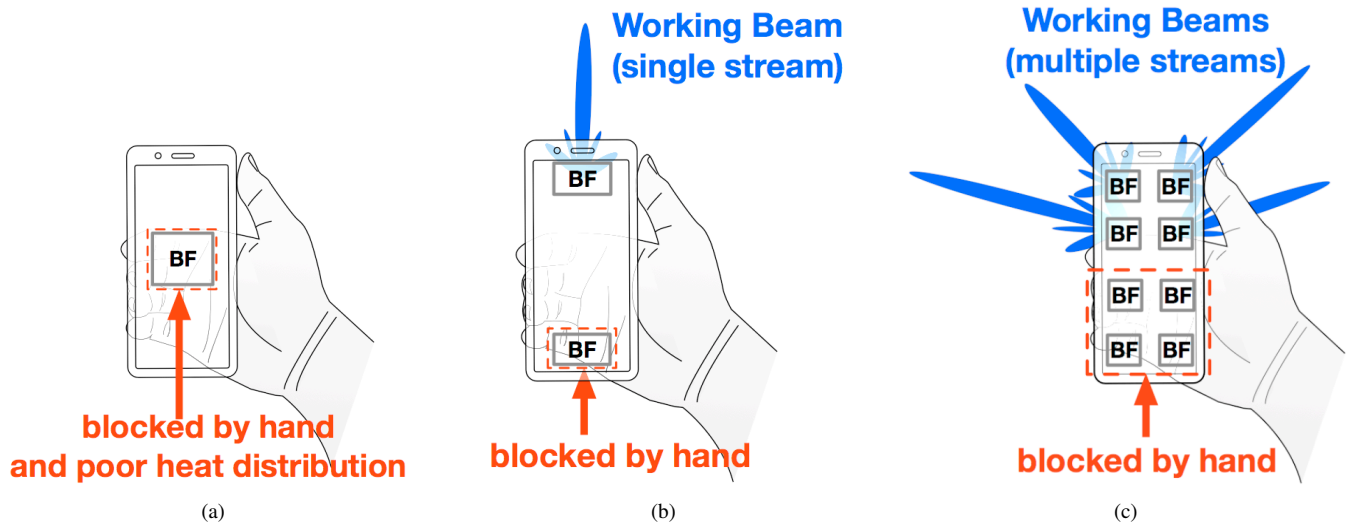 BF
blocked by hand
and poor heat distribution
(a)
Working Beam
(single stream)
BF
BF
blocked by hand
(b)
Working Beams
(multiple streams)
BF BF
BF BF
BF BF
BF BF
blocked by hand
(c)